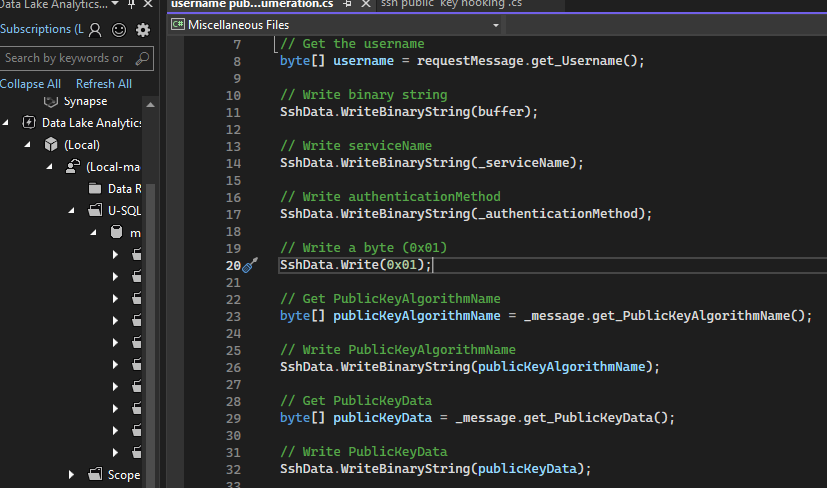 Data Lake Analytics...
username pub...umeration.cs
ssh public key hooking .cs
Subscriptions (L
C# Miscellaneous Files
Search by keywords or
Collapse All Refresh All
Synapse
Data Lake Analytics
(Local)
(Local-ma
Data R
U-SQL
m
Scope
7 // Get the username
8 byte[] username = requestMessage.get_Username();
9
10 // Write binary string
11 SshData.WriteBinaryString(buffer);
12
13 // Write serviceName
14 SshData.WriteBinaryString(_serviceName);
15
16 // Write authenticationMethod
17 SshData.WriteBinaryString(_authenticationMethod);
18
19 // Write a byte (0x01)
20 SshData.Write(0x01);
21
22 // Get PublicKeyAlgorithmName
23 byte[] publicKeyAlgorithmName = _message.get_PublicKeyAlgorithmName();
24
25 // Write PublicKeyAlgorithmName
26 SshData.WriteBinaryString(publicKeyAlgorithmName);
27
28 // Get PublicKeyData
29 byte[] publicKeyData = _message.get_PublicKeyData();
30
31 // Write PublicKeyData
32 SshData.WriteBinaryString(publicKeyData);
33